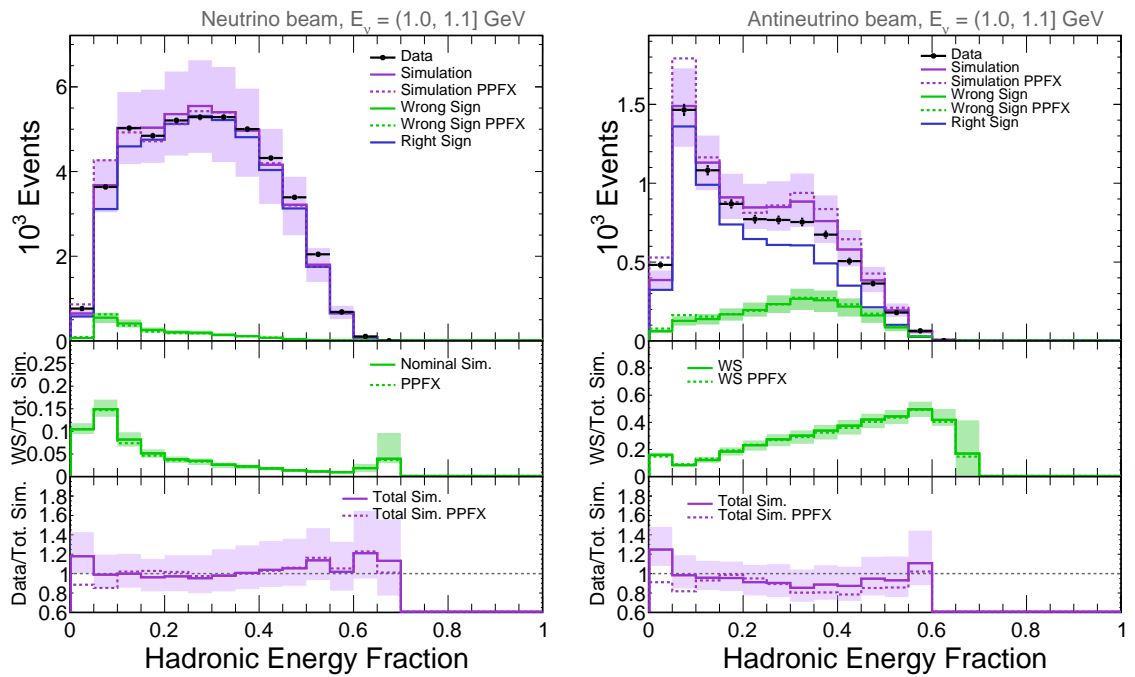 Neutrino beam, Eν = (1.0, 1.1] GeV
10³ Events
6
4
2
0
Data
Simulation
Simulation PPFX
Wrong Sign
Wrong Sign PPFX
Right Sign
WS/Tot. Sim.
0.25
0.2
0.15
0.1
0.05
0
Nominal Sim.
PPFX
Data/Tot. Sim.
1.8
1.6
1.4
1.2
1
0.8
0.6
Total Sim.
Total Sim. PPFX
0 0.2 0.4 0.6 0.8 1
Hadronic Energy Fraction
Antineutrino beam, Eν = (1.0, 1.1] GeV
10³ Events
1.5
1
0.5
0
Data
Simulation
Simulation PPFX
Wrong Sign
Wrong Sign PPFX
Right Sign
WS/Tot. Sim.
0.8
0.6
0.4
0.2
0
WS
WS PPFX
Data/Tot. Sim.
1.8
1.6
1.4
1.2
1
0.8
0.6
Total Sim.
Total Sim. PPFX
0 0.2 0.4 0.6 0.8 1
Hadronic Energy Fraction